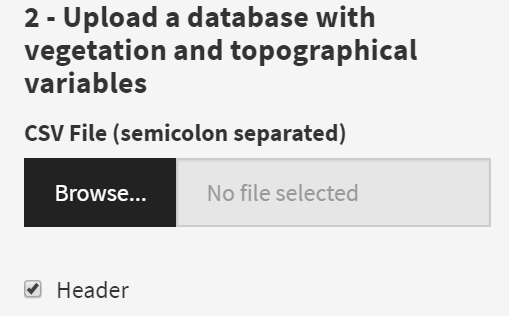 2 - Upload a database with
vegetation and topographical
variables
CSV File (semicolon separated)
Browse... No file selected
Header